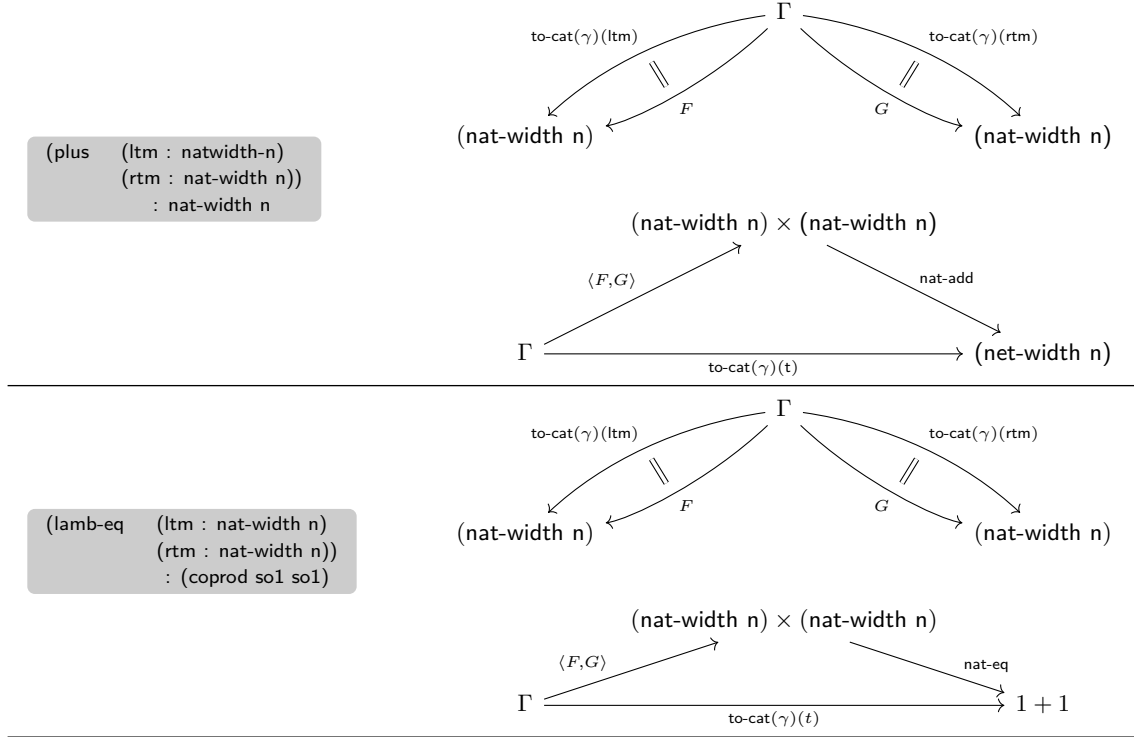 Γ
to-cat(γ)(ltm) to-cat(γ)(rtm)
F G
(nat-width n) (nat-width n)
(plus (ltm : natwidth-n)
(rtm : nat-width n))
: nat-width n
(nat-width n) × (nat-width n)
⟨F,G⟩ nat-add
Γ (net-width n)
to-cat(γ)(t)
Γ
to-cat(γ)(ltm) to-cat(γ)(rtm)
F G
(nat-width n) (nat-width n)
(lamb-eq (ltm : nat-width n)
(rtm : nat-width n))
: (coprod so1 so1)
(nat-width n) × (nat-width n)
⟨F,G⟩ nat-eq
Γ 1 + 1
to-cat(γ)(t)